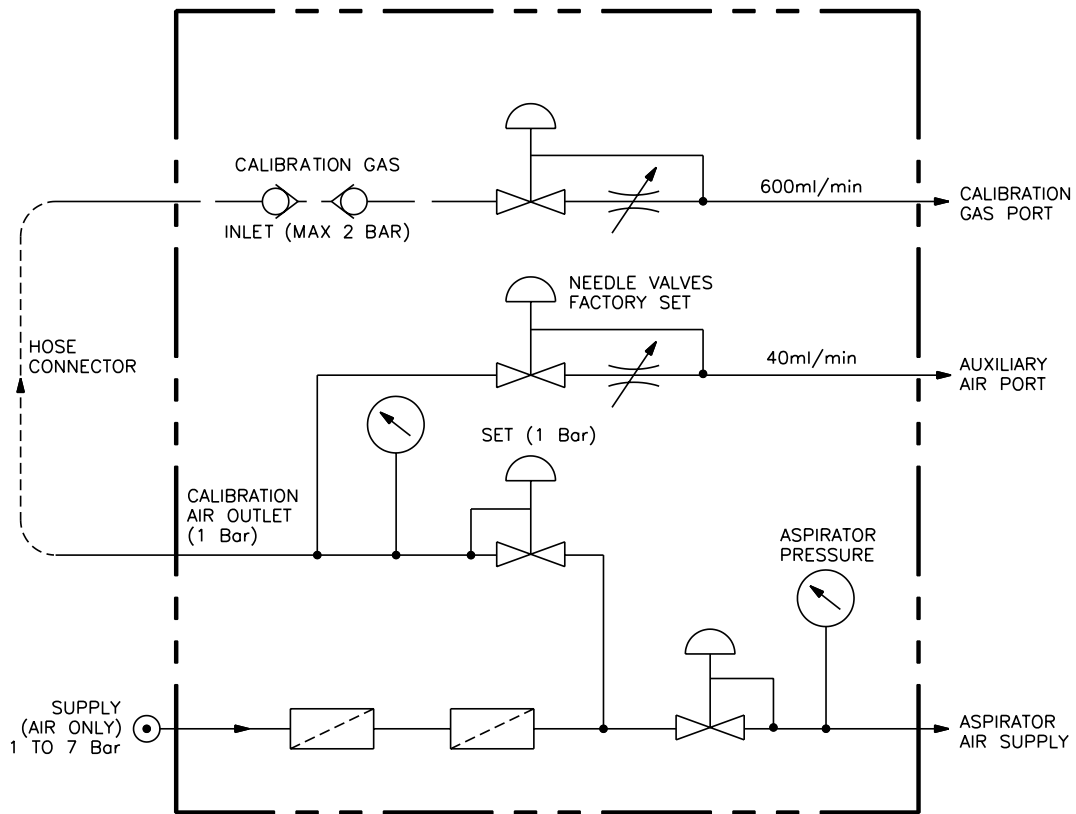 CALIBRATION GAS
INLET (MAX 2 BAR)
600ml/min
CALIBRATION
GAS PORT
NEEDLE VALVES
FACTORY SET
HOSE
CONNECTOR
40ml/min
AUXILIARY
AIR PORT
SET (1 Bar)
CALIBRATION
AIR OUTLET
(1 Bar)
ASPIRATOR
PRESSURE
SUPPLY
(AIR ONLY)
1 TO 7 Bar
ASPIRATOR
AIR SUPPLY